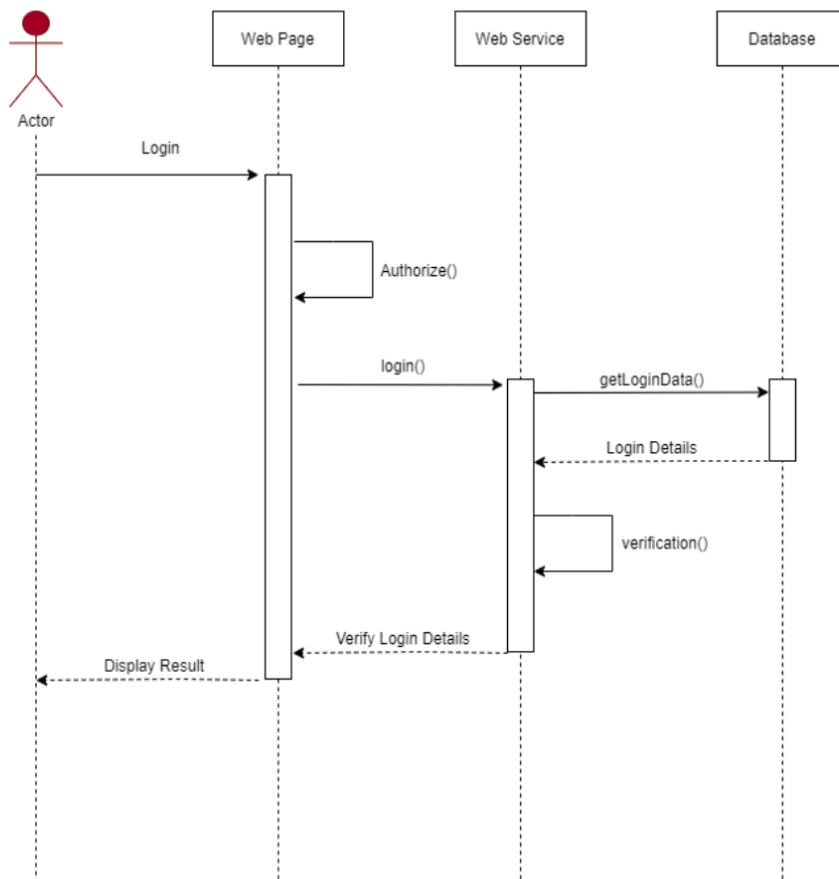 Web Page
Web Service
Database
Actor
Login
Authorize()
login()
getLoginData()
Login Details
verification()
Verify Login Details
Display Result